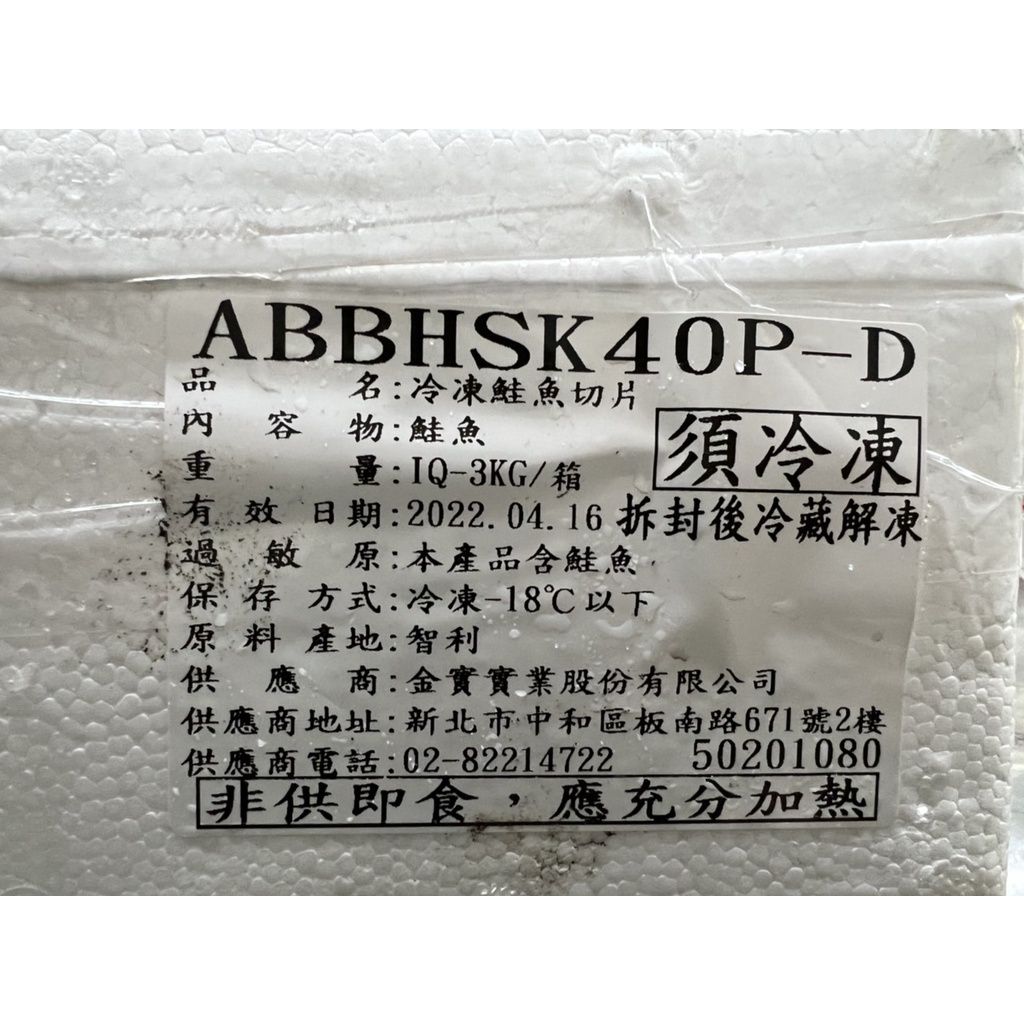 ABBHSK40P-D
品名:冷凍鮭魚切片
內容物:鮭魚
須冷凍
重量:IQ-3KG/箱
有效日期:2022.04.16 拆封後冷藏解凍
過敏原:本產品含鮭魚
保存方式:冷凍-18℃以下
原料產地:智利
供應商:金實實業股份有限公司
供應商地址:新北市中和區板南路671號2樓
供應商電話:02-82214722 50201080
非供即食，應充分加熱